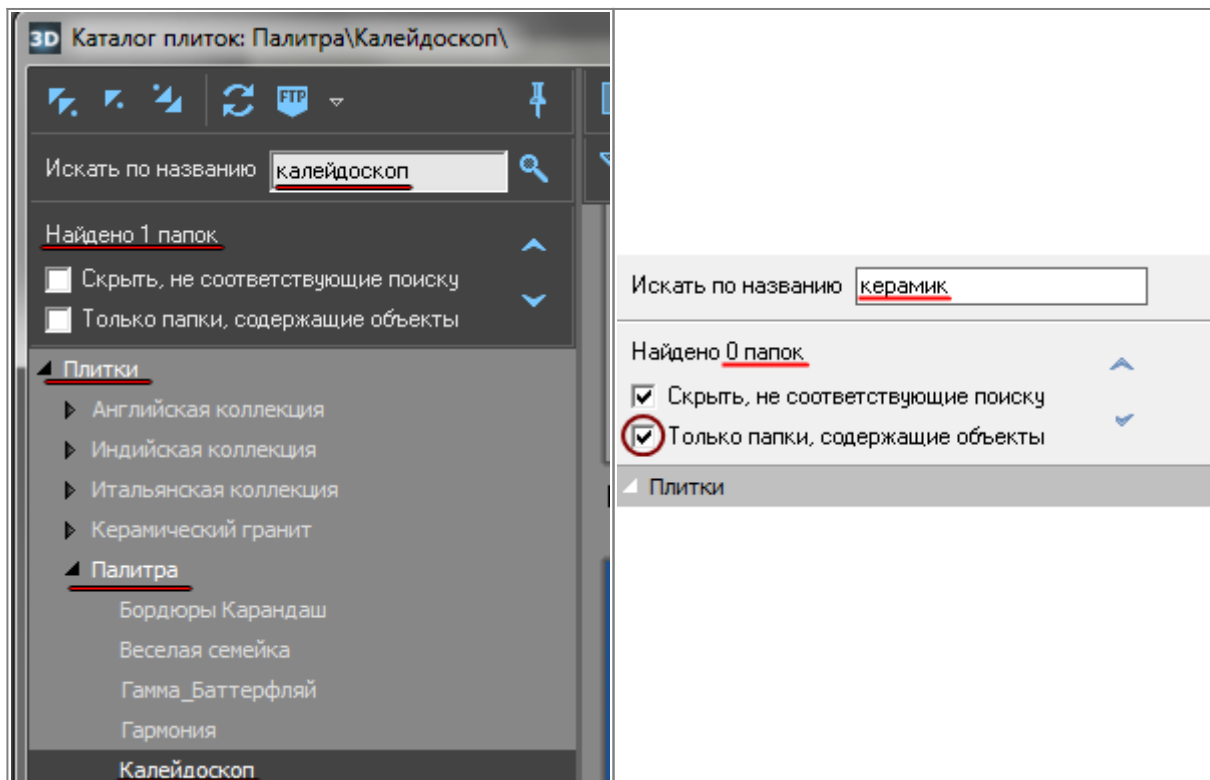 3D Каталог плиток: Палитра\Калейдоскоп\
FTP
Искать по названию калейдоскоп
Найдено 1 папок
Скрыть, не соответствующие поиску
Только папки, содержащие объекты
Плитки
Английская коллекция
Индийская коллекция
Итальянская коллекция
Керамический гранит
Палитра
Бордюры Карандаш
Веселая семейка
Гамма_Баттерфляй
Гармония
Калейдоскоп
Искать по названию керамик
Найдено 0 папок
Скрыть, не соответствующие поиску
Только папки, содержащие объекты
Плитки